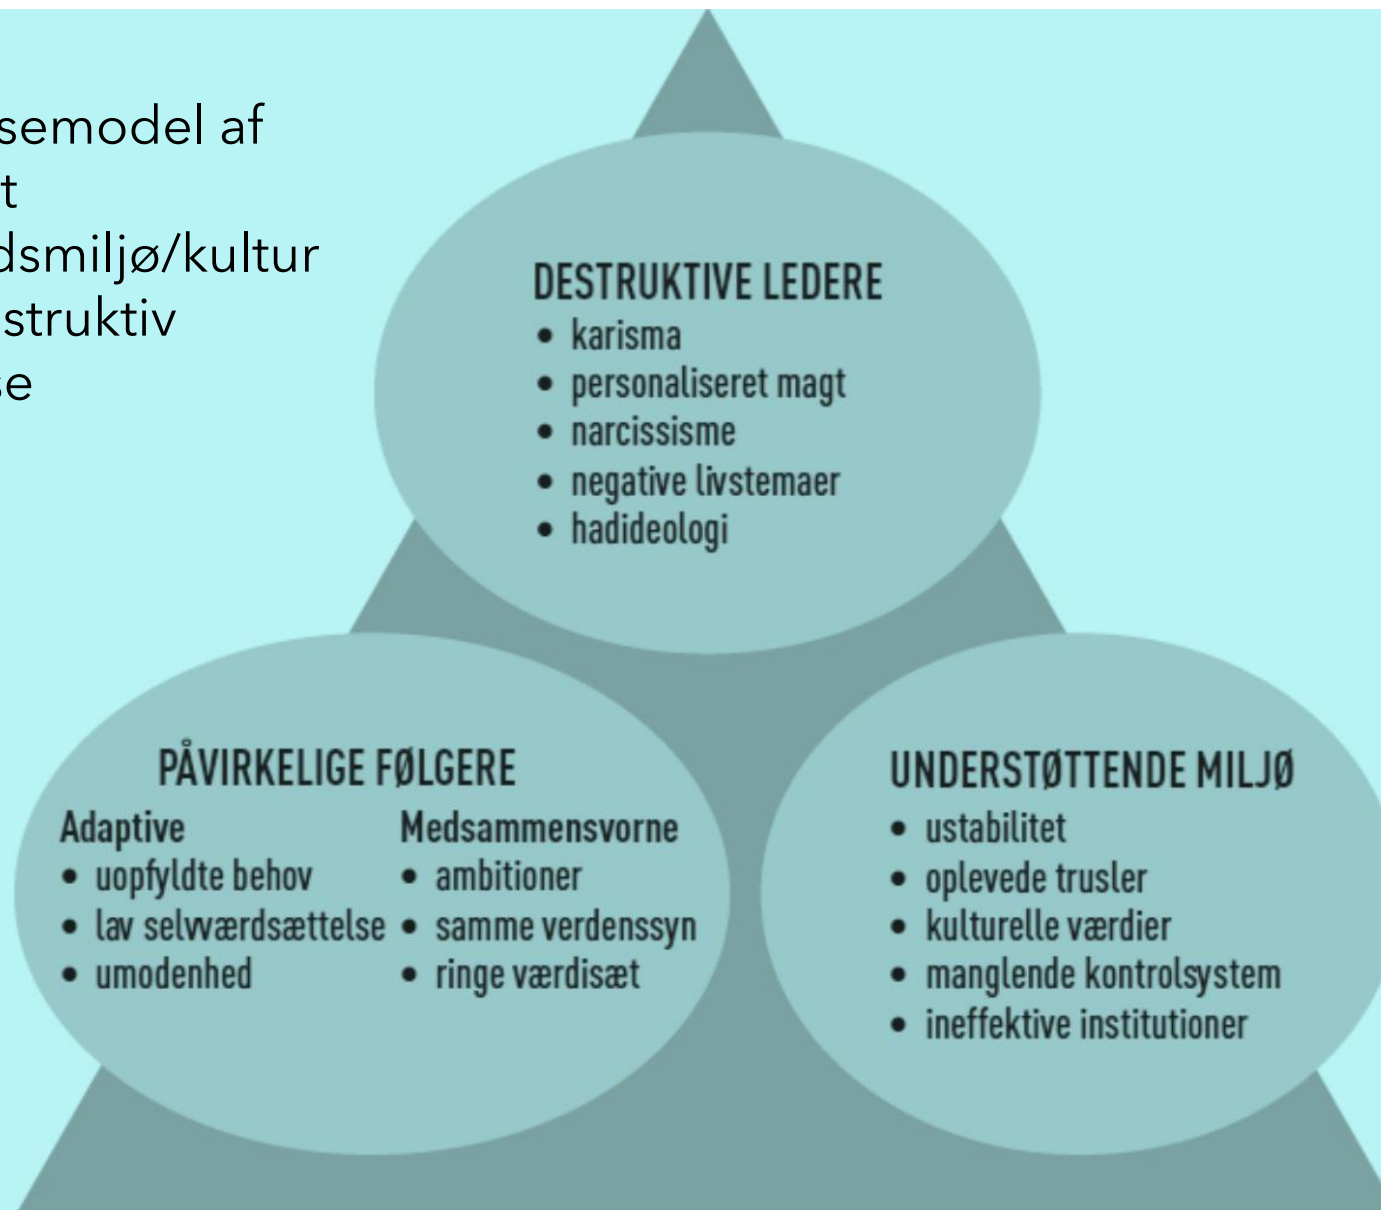 semodel af
t
dsmiljø/kultur
struktiv
se
DESTRUKTIVE LEDERE
• karisma
• personaliseret magt
• narcissisme
• negative livstemaer
• hadideologi
PÅVIRKELIGE FØLGERE
Adaptive
• uopfyldte behov
• lav selvværdsættelse
• umodenhed
Medsammensvorne
• ambitioner
• samme verdenssyn
• ringe værdisæt
UNDERSTØTTENDE MILJØ
• ustabilitet
• oplevede trusler
• kulturelle værdier
• manglende kontrolsystem
• ineffektive institutioner